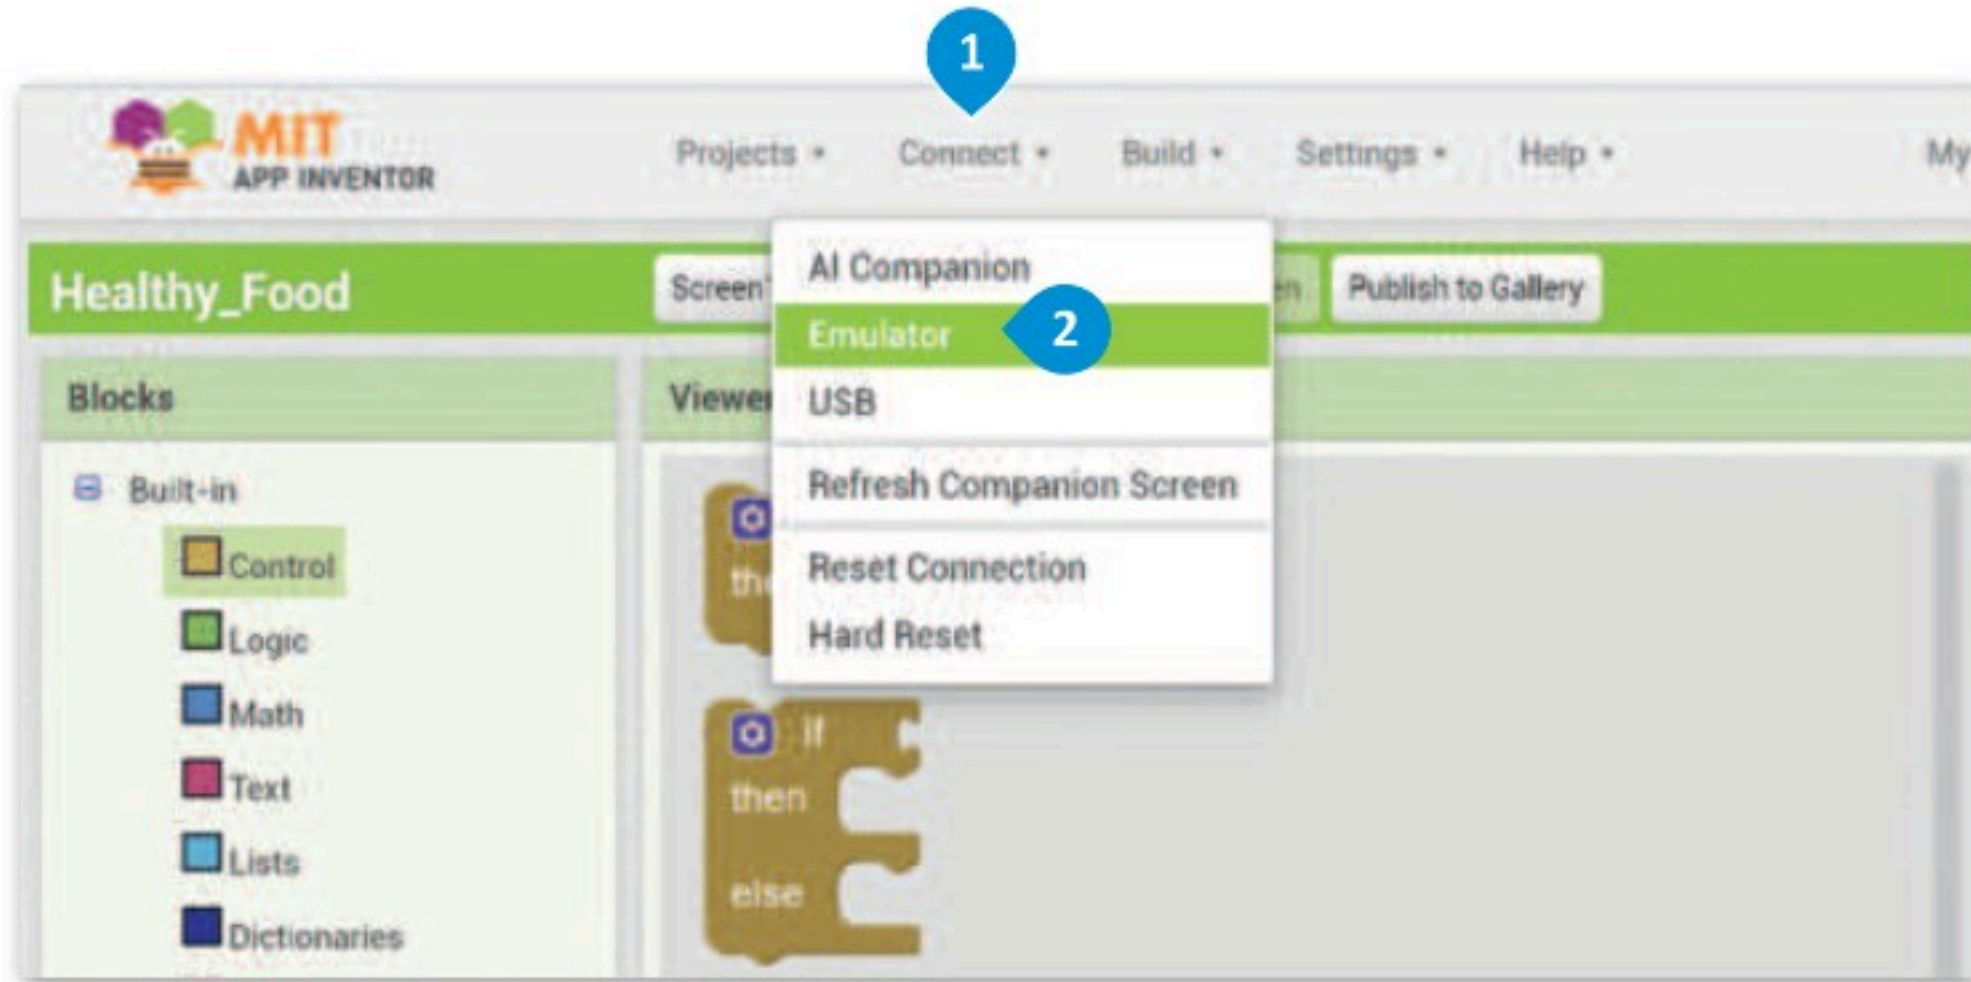 1
MIT
APP INVENTOR
Projects Connect Build Settings Help My
Healthy_Food
Screen
Publish to Gallery
AI Companion
Emulator 2
USB
Refresh Companion Screen
Reset Connection
Hard Reset
Blocks
Viewer
Built-in
Control
Logic
Math
Text
Lists
Dictionaries
if
then
else